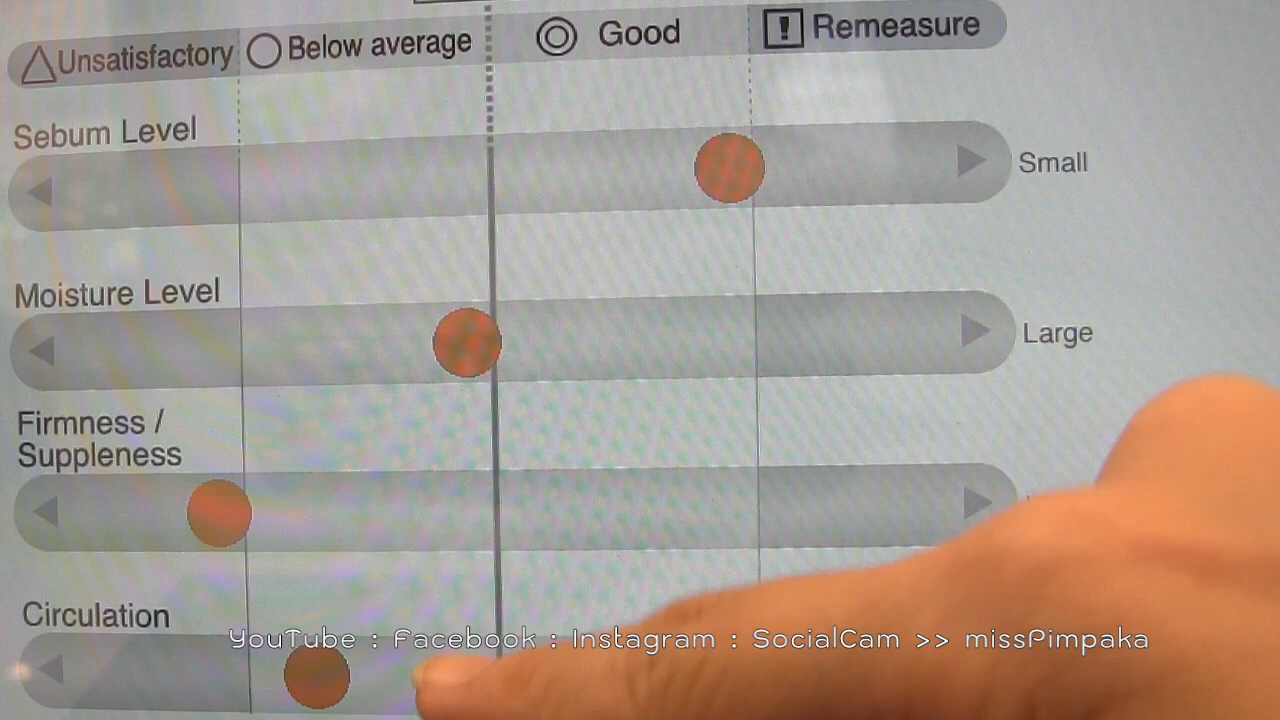 Unsatisfactory Below average Good ! Remeasure
Sebum Level
Small
Moisture Level
Large
Firmness /
Suppleness
Circulation
YouTube : Facebook : Instagram : SocialCam >> missPimpaka